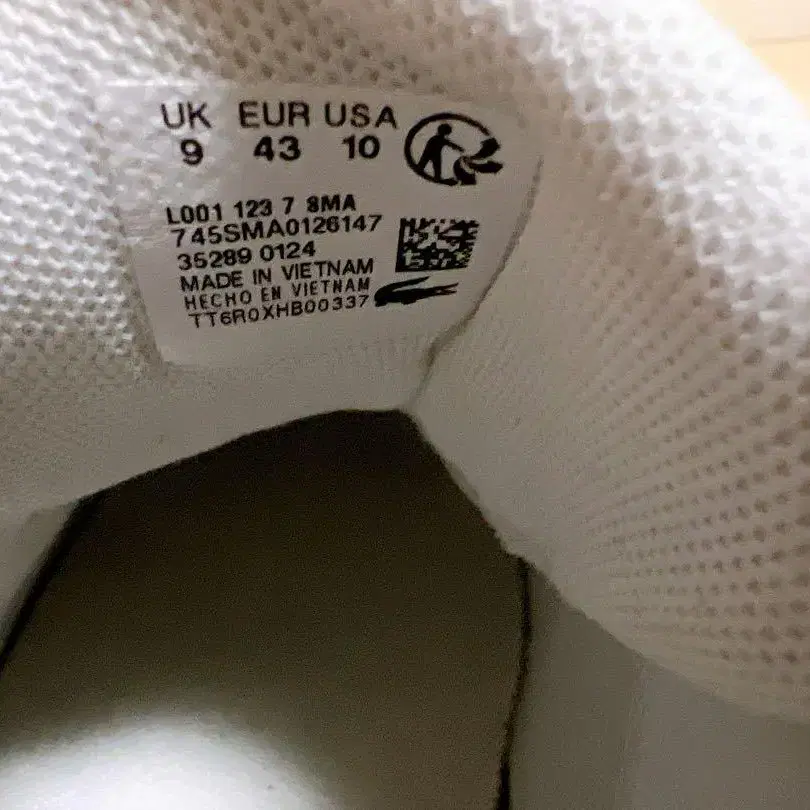 UK EUR USA
9 43 10
L001 123 7 8MA
745SMA0126147
35289 0124
MADE IN VIETNAM
HECHO EN VIETNAM
TT6R0XHB00337